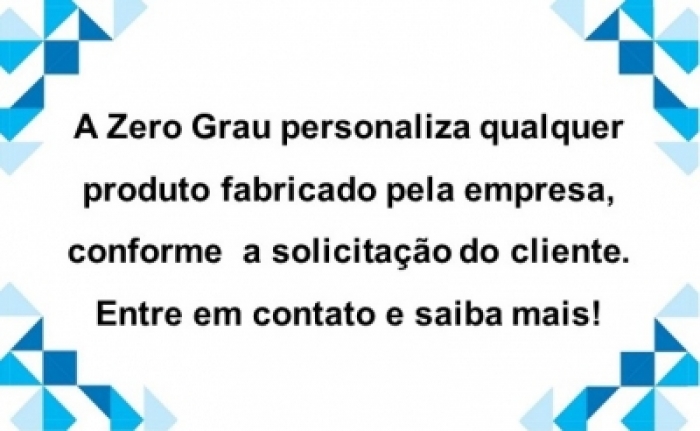 A Zero Grau personaliza qualquer
produto fabricado pela empresa,
conforme  a solicitação do cliente.
Entre em contato e saiba mais!